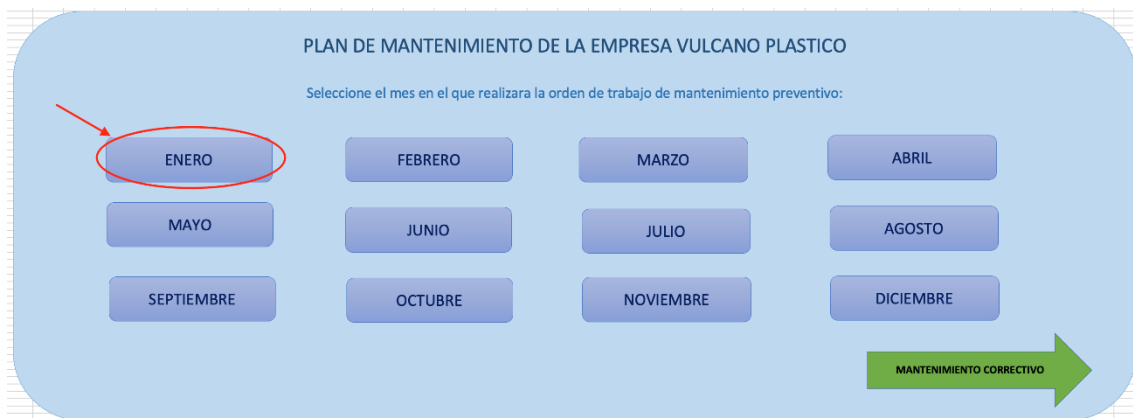 PLAN DE MANTENIMIENTO DE LA EMPRESA VULCANO PLASTICO
Seleccione el mes en el que realizara la orden de trabajo de mantenimiento preventivo:
ENERO
FEBRERO
MARZO
ABRIL
MAYO
JUNIO
JULIO
AGOSTO
SEPTIEMBRE
OCTUBRE
NOVIEMBRE
DICIEMBRE
MANTENIMIENTO CORRECTIVO